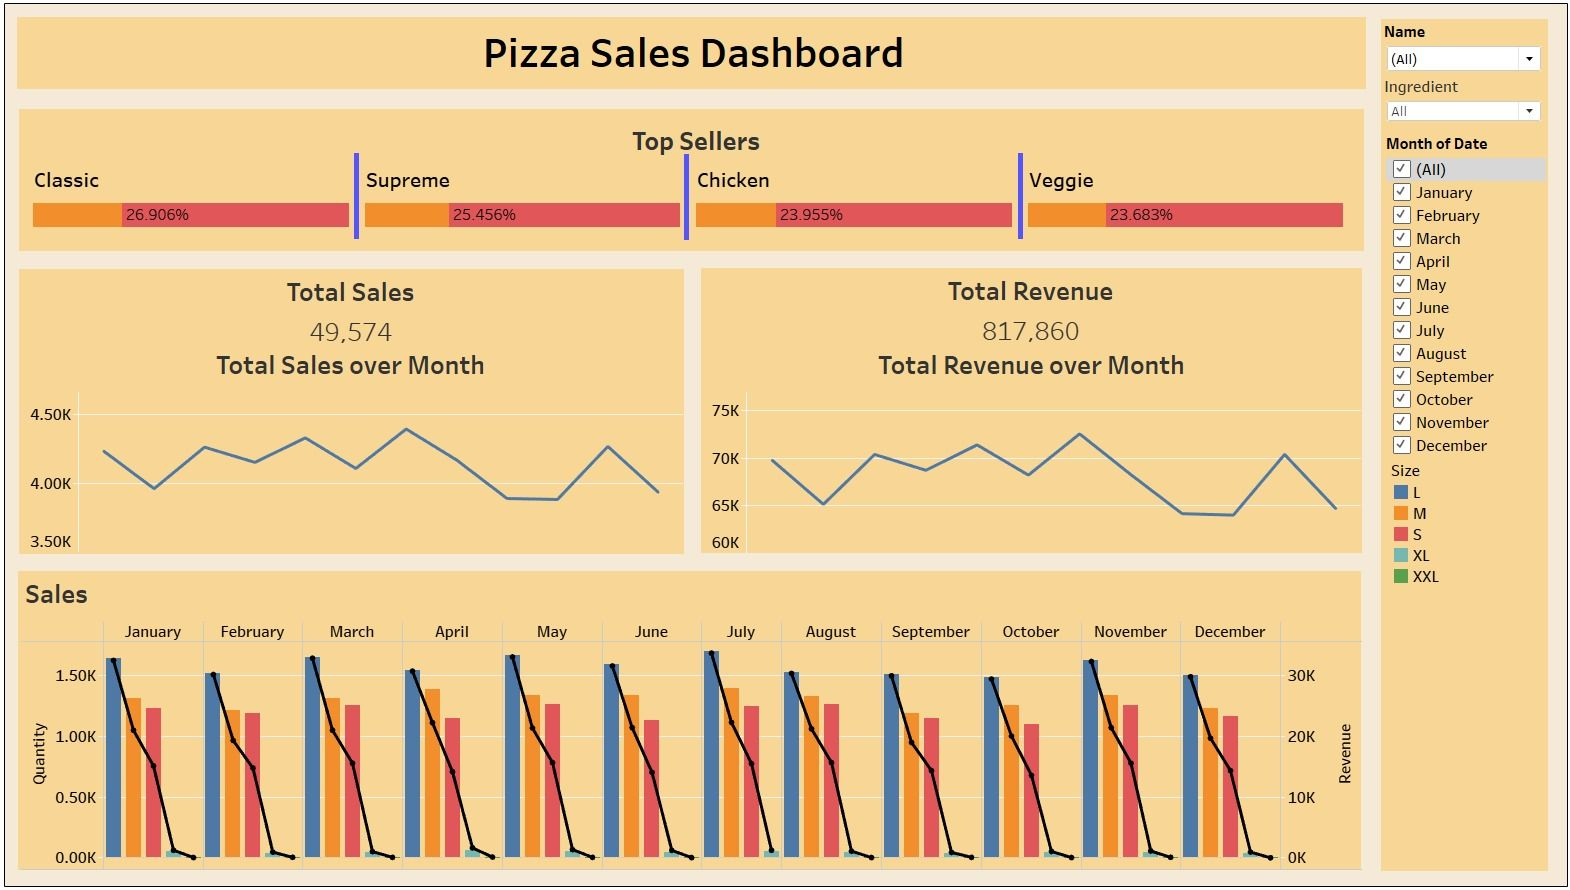 Pizza Sales Dashboard
Top Sellers
Classic
Supreme
Chicken
Veggie
26.906%
25.456%
23.955%
23.683%
Total Sales
49,574
Total Sales over Month
4.50K
4.00K
3.50K
Total Revenue
817,860
Total Revenue over Month
75K
70K
65K
60K
Sales
January
February
March
April
May
June
July
August
September
October
November
December
Quantity
1.50K
1.00K
0.50K
0.00K
30K
20K
10K
0K
Revenue
Name
(All)
Ingredient
All
Month of Date
(All)
January
February
March
April
May
June
July
August
September
October
November
December
Size
L
M
S
XL
XXL